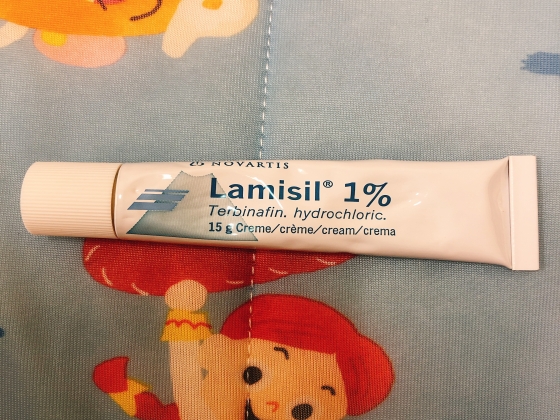 NOVARTIS
Lamisil® 1%
Terbinafin. hydrochloric.
15 g Creme/crème/cream/crema